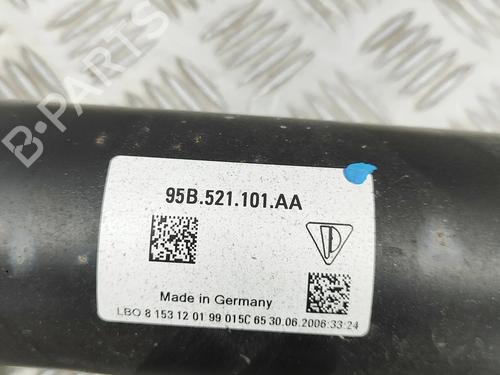 B-PARTS
95B.521.101.AA
Made in Germany
LBO 8 153 12 01 99 015C 65 30.06.2006:33:24